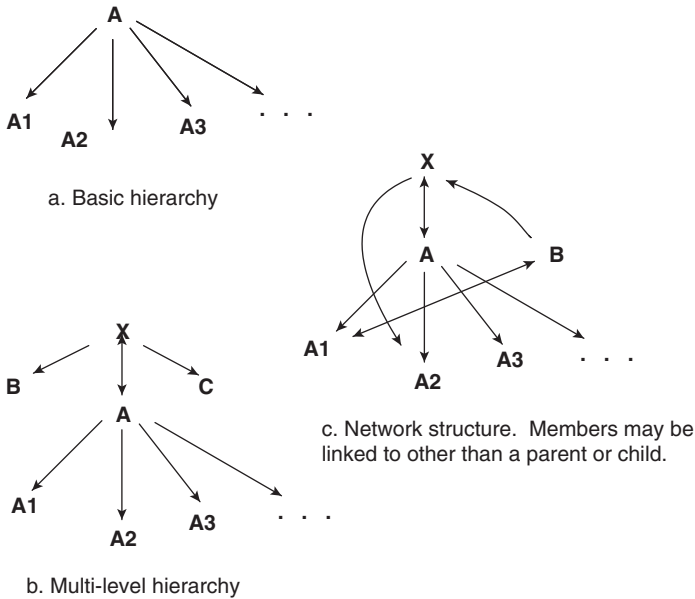 A
A1
A2
A3
. . .
a. Basic hierarchy
X
B
C
A
A1
A2
A3
. . .
b. Multi-level hierarchy
X
A
B
A1
A2
A3
. . .
c. Network structure. Members may be
linked to other than a parent or child.